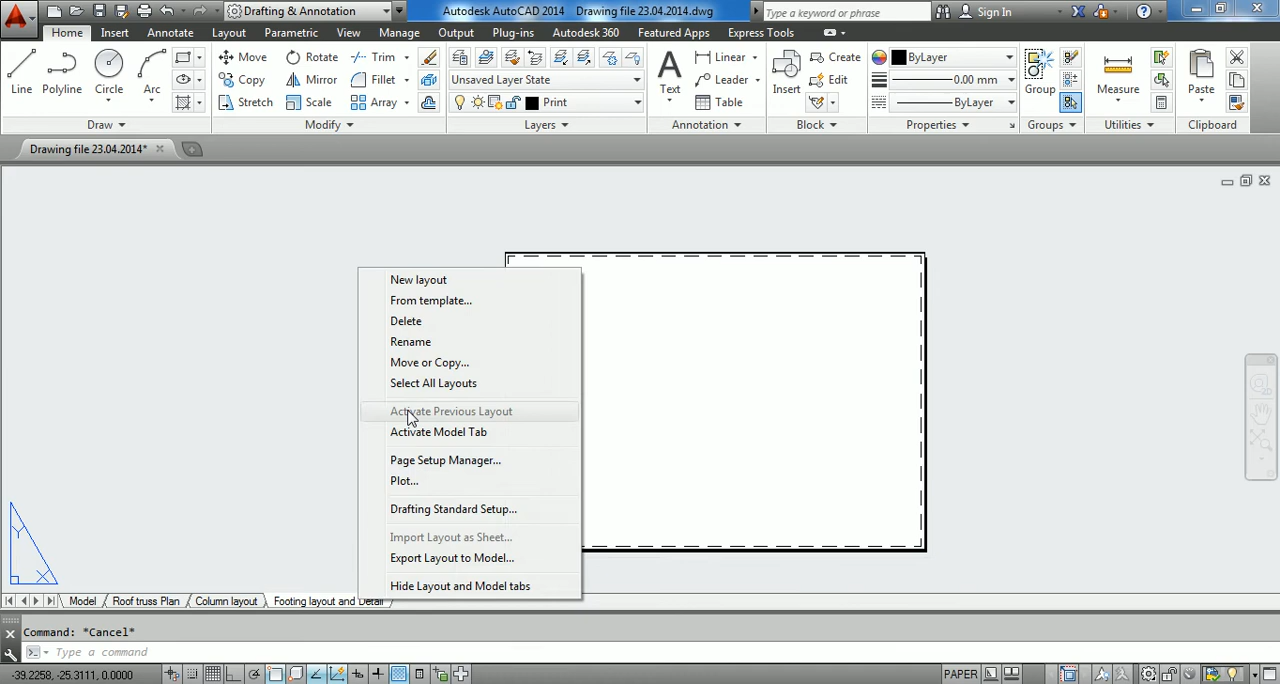 Drafting & Annotation
Autodesk AutoCAD 2014 Drawing file 23.04.2014.dwg
Type a keyword or phrase
Sign In
Home Insert Annotate Layout Parametric View Manage Output Plug-ins Autodesk 360 Featured Apps Express Tools
Line Polyline Circle Arc
Move Rotate Trim
Copy Mirror Fillet
Stretch Scale Array
Unsaved Layer State
Print
Text
Linear
Leader
Table
Insert
Create
Edit
ByLayer
0.00 mm
ByLayer
Group
Measure
Paste
Draw Modify Layers Annotation Block Properties Groups Utilities Clipboard
Drawing file 23.04.2014*
New layout
From template...
Delete
Rename
Move or Copy...
Select All Layouts
Activate Previous Layout
Activate Model Tab
Page Setup Manager...
Plot...
Drafting Standard Setup...
Import Layout as Sheet...
Export Layout to Model...
Hide Layout and Model tabs
Y
X
Model Roof truss Plan Column layout Footing layout and Detail
Command: *Cancel*
Type a command
-39.2258, -25.3111, 0.0000
PAPER